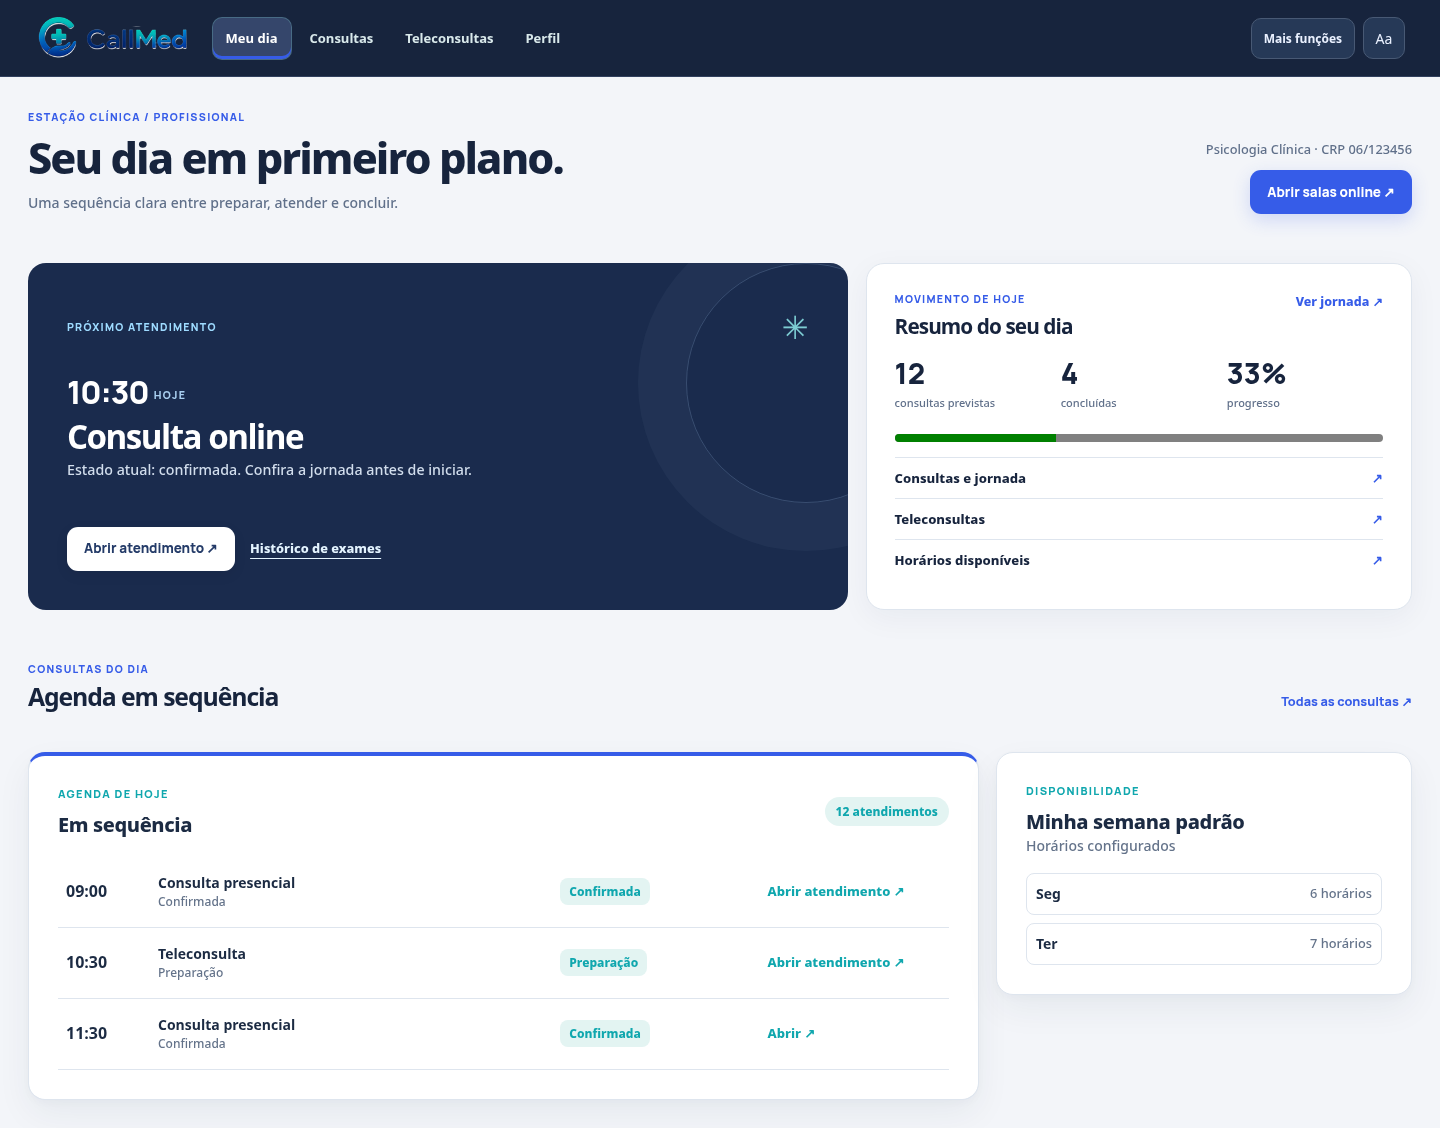 CallMed
Meu dia
Consultas
Teleconsultas
Perfil
Mais funções
Aa
ESTAÇÃO CLÍNICA / PROFISSIONAL
Seu dia em primeiro plano.
Uma sequência clara entre preparar, atender e concluir.
Psicologia Clínica · CRP 06/123456
Abrir salas online ↗
PRÓXIMO ATENDIMENTO
10:30 HOJE
Consulta online
Estado atual: confirmada. Confira a jornada antes de iniciar.
Abrir atendimento ↗
Histórico de exames
MOVIMENTO DE HOJE
Resumo do seu dia
Ver jornada ↗
12
consultas previstas
4
concluídas
33%
progresso
Consultas e jornada ↗
Teleconsultas ↗
Horários disponíveis ↗
CONSULTAS DO DIA
Agenda em sequência
Todas as consultas ↗
AGENDA DE HOJE
Em sequência
12 atendimentos
09:00
Consulta presencial
Confirmada
Confirmada
Abrir atendimento ↗
10:30
Teleconsulta
Preparação
Preparação
Abrir atendimento ↗
11:30
Consulta presencial
Confirmada
Confirmada
Abrir ↗
DISPONIBILIDADE
Minha semana padrão
Horários configurados
Seg 6 horários
Ter 7 horários